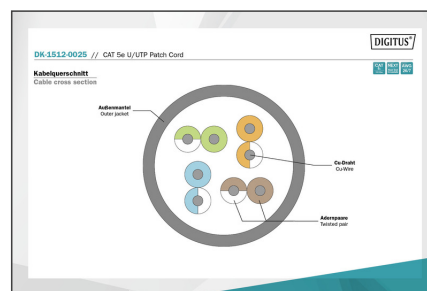 DIGITUS®
DK-1512-0025 // CAT 5e U/UTP Patch Cord
Kabelquerschnitt
Cable cross section
Außenmantel
Outer jacket
Cu-Draht
Cu-Wire
Aderepaare
Twisted pair